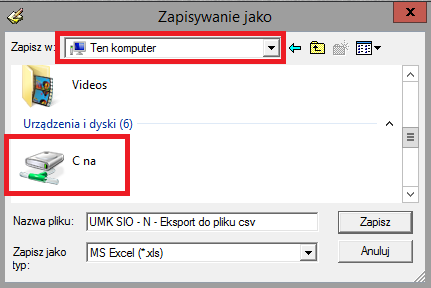 Zapisywanie jako
Zapisz w: Ten komputer
Videos
Urządzenia i dyski (6)
C na
Nazwa pliku: UMK SIO - N - Eksport do pliku csv Zapisz
Zapisz jako typ: MS Excel (*.xls) Anuluj